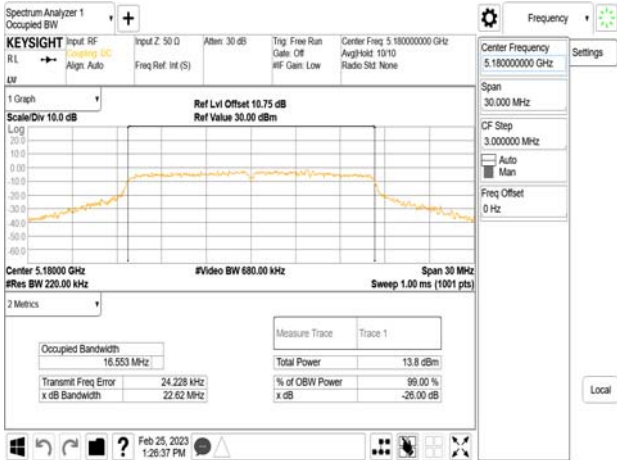 Spectrum Analyzer 1
Occupied BW
Frequency
KEYSIGHT
Input: RF
Coupling: DC
Align: Auto
Input Z: 50 Ω
Freq Ref: Int (S)
Atten: 30 dB
Trig: Free Run
Gate: Off
#IF Gain: Low
Center Freq: 5.180000000 GHz
Avg|Hold: 10/10
Radio Std: None
RL
LVI
Center Frequency
5.180000000 GHz
Settings
Span
30.000 MHz
CF Step
3.000000 MHz
Auto
Man
Freq Offset
0 Hz
1 Graph
Scale/Div 10.0 dB
Ref Lvl Offset 10.75 dB
Ref Value 30.00 dBm
Log
20.0
10.0
0.00
-10.0
-20.0
-30.0
-40.0
-50.0
-60.0
Center 5.18000 GHz
#Res BW 220.00 kHz
#Video BW 680.00 kHz
Span 30 MHz
Sweep 1.00 ms (1001 pts)
2 Metrics
Measure Trace Trace 1
Occupied Bandwidth
16.553 MHz
Total Power 13.8 dBm
Transmit Freq Error 24.228 kHz
% of OBW Power 99.00 %
x dB Bandwidth 22.62 MHz
x dB -26.00 dB
Local
?
Feb 25, 2023
1:26:37 PM